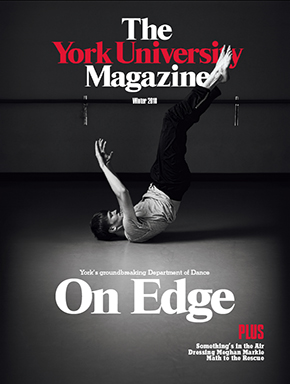 The
York University
Magazine
Winter 2018
York's groundbreaking Department of Dance
On Edge
PLUS
Something's in the Air
Dressing Meghan Markle
Math to the Rescue